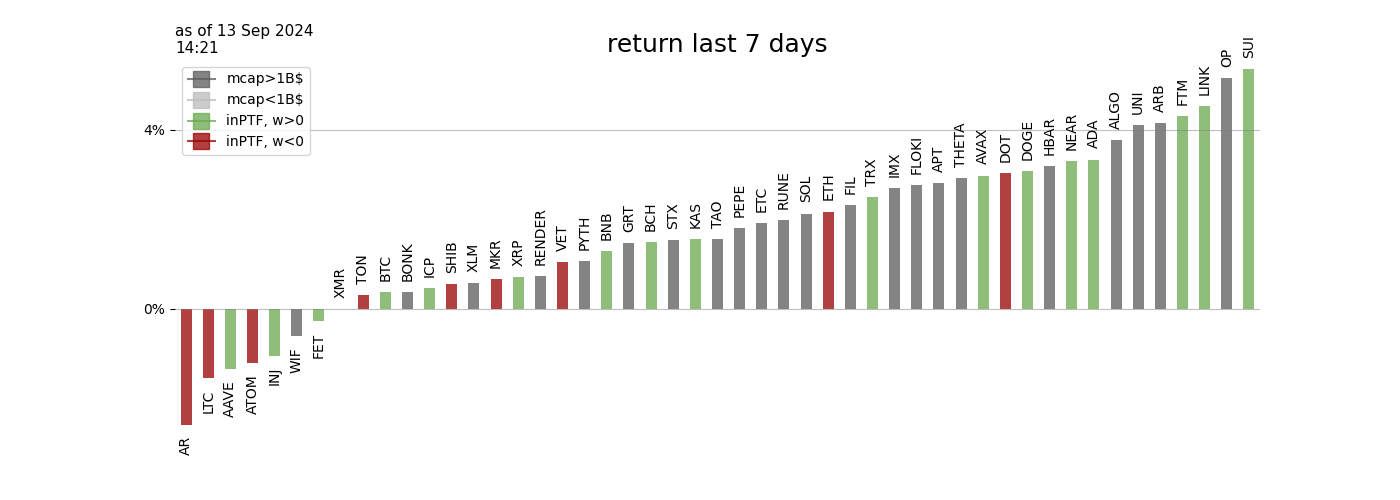 as of 13 Sep 2024
14:21
return last 7 days
mcap>1B$
mcap<1B$
inPTF, w>0
inPTF, w<0
4%
0%
AR
LTC
AAVE
ATOM
INJ
WIF
FET
XMR
TON
BTC
BONK
ICP
SHIB
XLM
MKR
XRP
RENDER
VET
PYTH
BNB
GRT
BCH
STX
KAS
TAO
PEPE
ETC
RUNE
SOL
ETH
FIL
TRX
IMX
FLOKI
APT
THETA
AVAX
DOT
DOGE
HBAR
NEAR
ADA
ALGO
UNI
ARB
FTM
LINK
OP
SUI